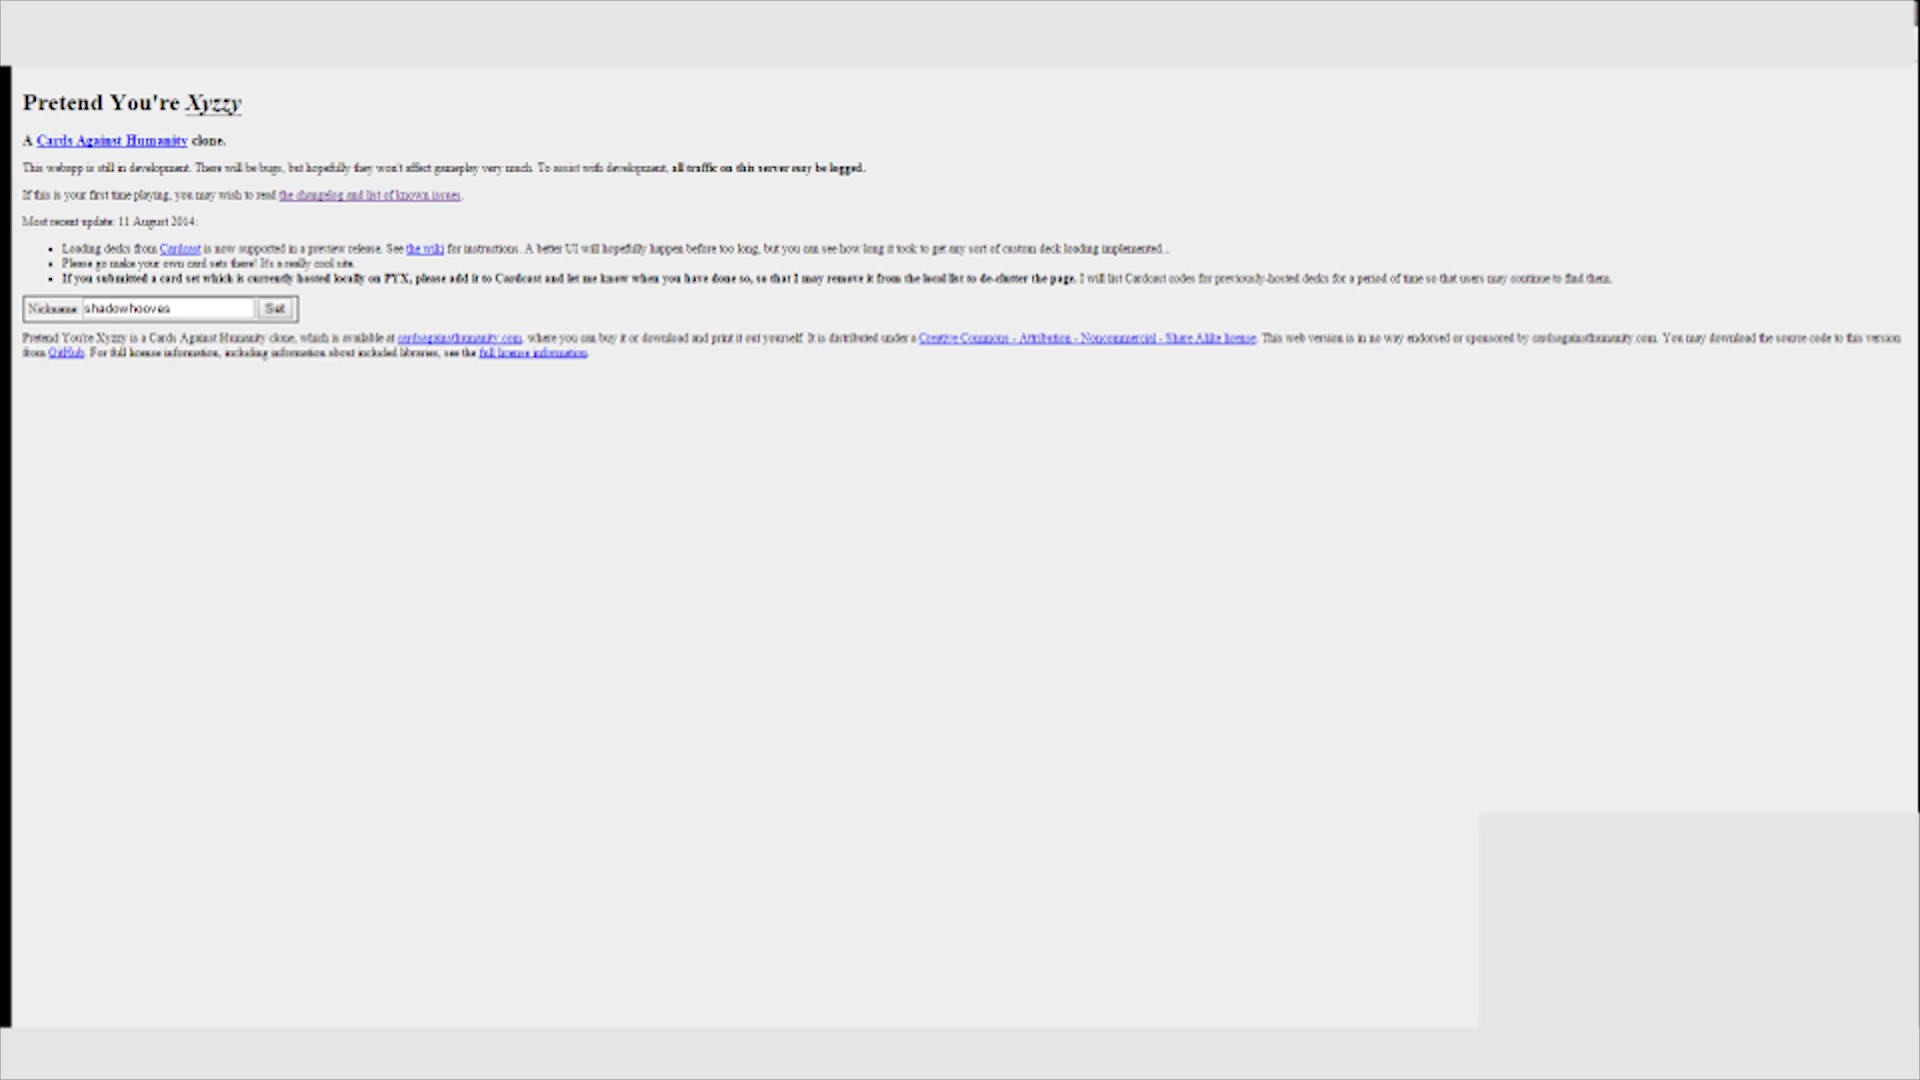 Pretend You're Xyzzy
A Cards Against Humanity clone.
This webapp is still in development. There will be bugs, but hopefully they won't affect gameplay very much. To assist with development, all traffic on this server may be logged.
If this is your first time playing, you may wish to read the changelog and list of known issues.
Most recent update: 11 August 2014:
• Loading decks from Cardcast is now supported in a preview release. See the wiki for instructions. A better UI will hopefully happen before too long, but you can see how long it took to get any sort of custom deck loading implemented...
• Please go make your own card sets there! It's a really cool site.
• If you submitted a card set which is currently hosted locally on PYX, please add it to Cardcast and let me know when you have done so, so that I may remove it from the local list to de-clutter the page. I will list Cardcast codes for previously-hosted decks for a period of time so that users may continue to find them.
Nickname: shadowhooves Set
Pretend You're Xyzzy is a Cards Against Humanity clone, which is available at cardsagainsthumanity.com, where you can buy it or download and print it out yourself. It is distributed under a Creative Commons - Attribution - Noncommercial - Share Alike license. This web version is in no way endorsed or sponsored by cardsagainsthumanity.com. You may download the source code to this version
from GitHub. For full license information, including information about included libraries, see the full license information.